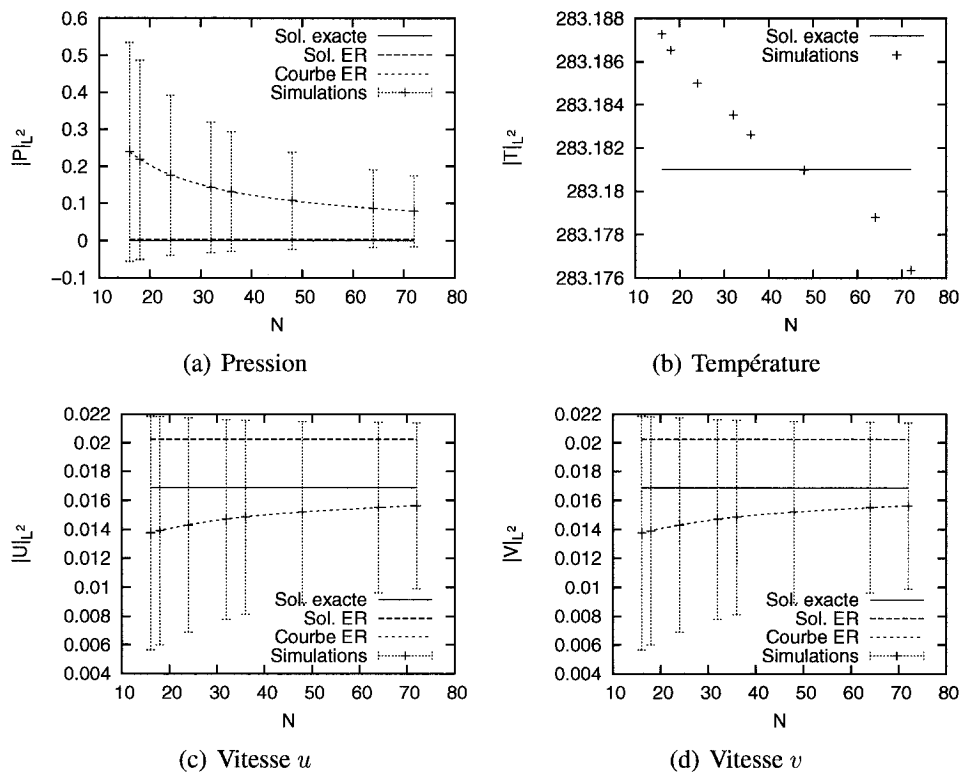 0.6
0.5
0.4
0.3
0.2
0.1
0
−0.1
|P|L²
10 20 30 40 50 60 70 80
N
Sol. exacte
Sol. ER
Courbe ER
Simulations
(a) Pression
283.188
283.186
283.184
283.182
283.18
283.178
283.176
|T|L²
10 20 30 40 50 60 70 80
N
Sol. exacte
Simulations
(b) Température
0.022
0.02
0.018
0.016
0.014
0.012
0.01
0.008
0.006
0.004
|U|L²
10 20 30 40 50 60 70 80
N
Sol. exacte
Sol. ER
Courbe ER
Simulations
(c) Vitesse u
0.022
0.02
0.018
0.016
0.014
0.012
0.01
0.008
0.006
0.004
|V|L²
10 20 30 40 50 60 70 80
N
Sol. exacte
Sol. ER
Courbe ER
Simulations
(d) Vitesse v